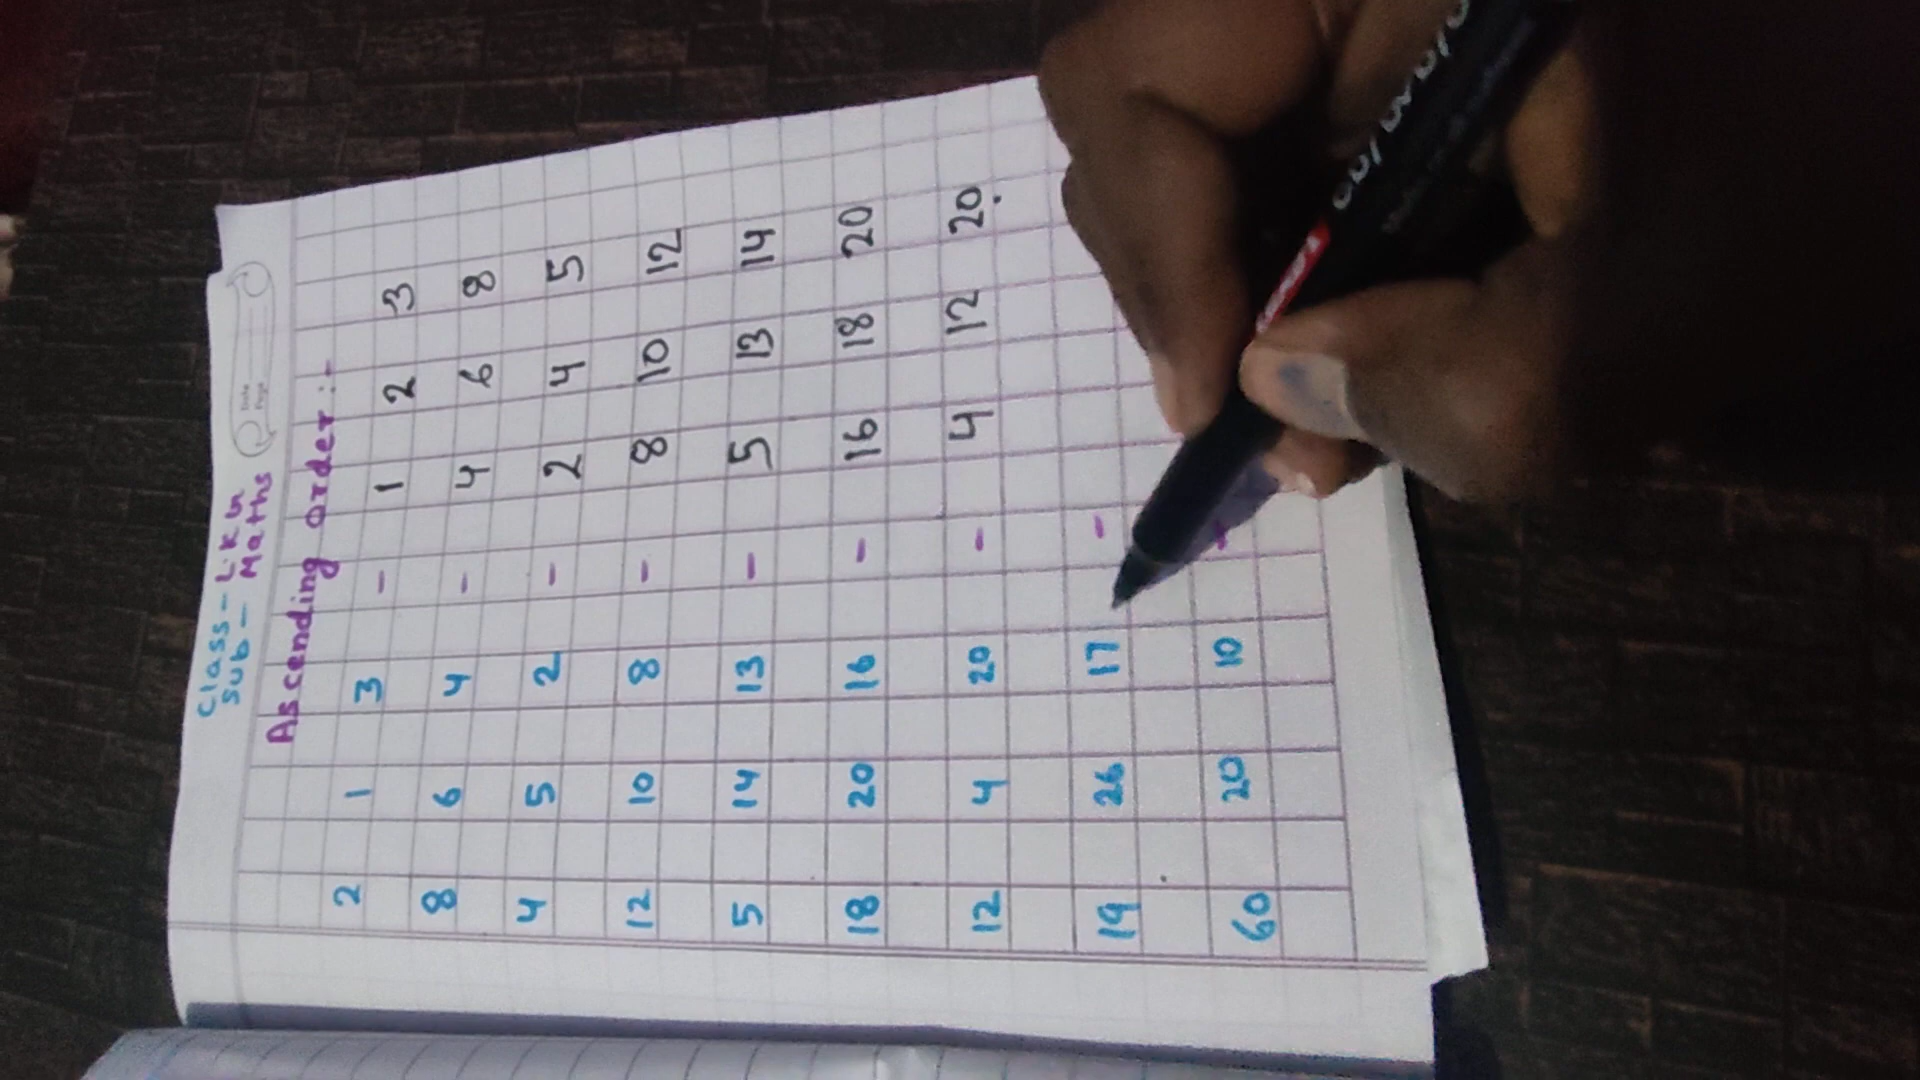 Class - L.K.G
Sub - Maths
Date
Page
Ascending order :-
2 1 3 - 1 2 3
8 6 4 - 4 6 8
4 5 2 - 2 4 5
12 10 8 - 8 10 12
5 14 13 - 5 13 14
18 20 16 - 16 18 20
12 4 20 - 4 12 20
19 26 17 -
60 20 10 -